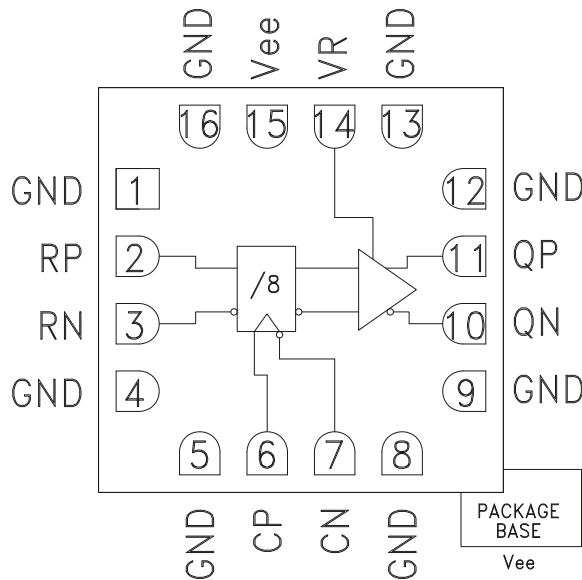 GND
Vee
VR
GND
16
15
14
13
GND
1
12
GND
RP
2
11
QP
/8
RN
3
10
QN
GND
4
9
GND
5
6
7
8
GND
CP
CN
GND
PACKAGE
BASE
Vee